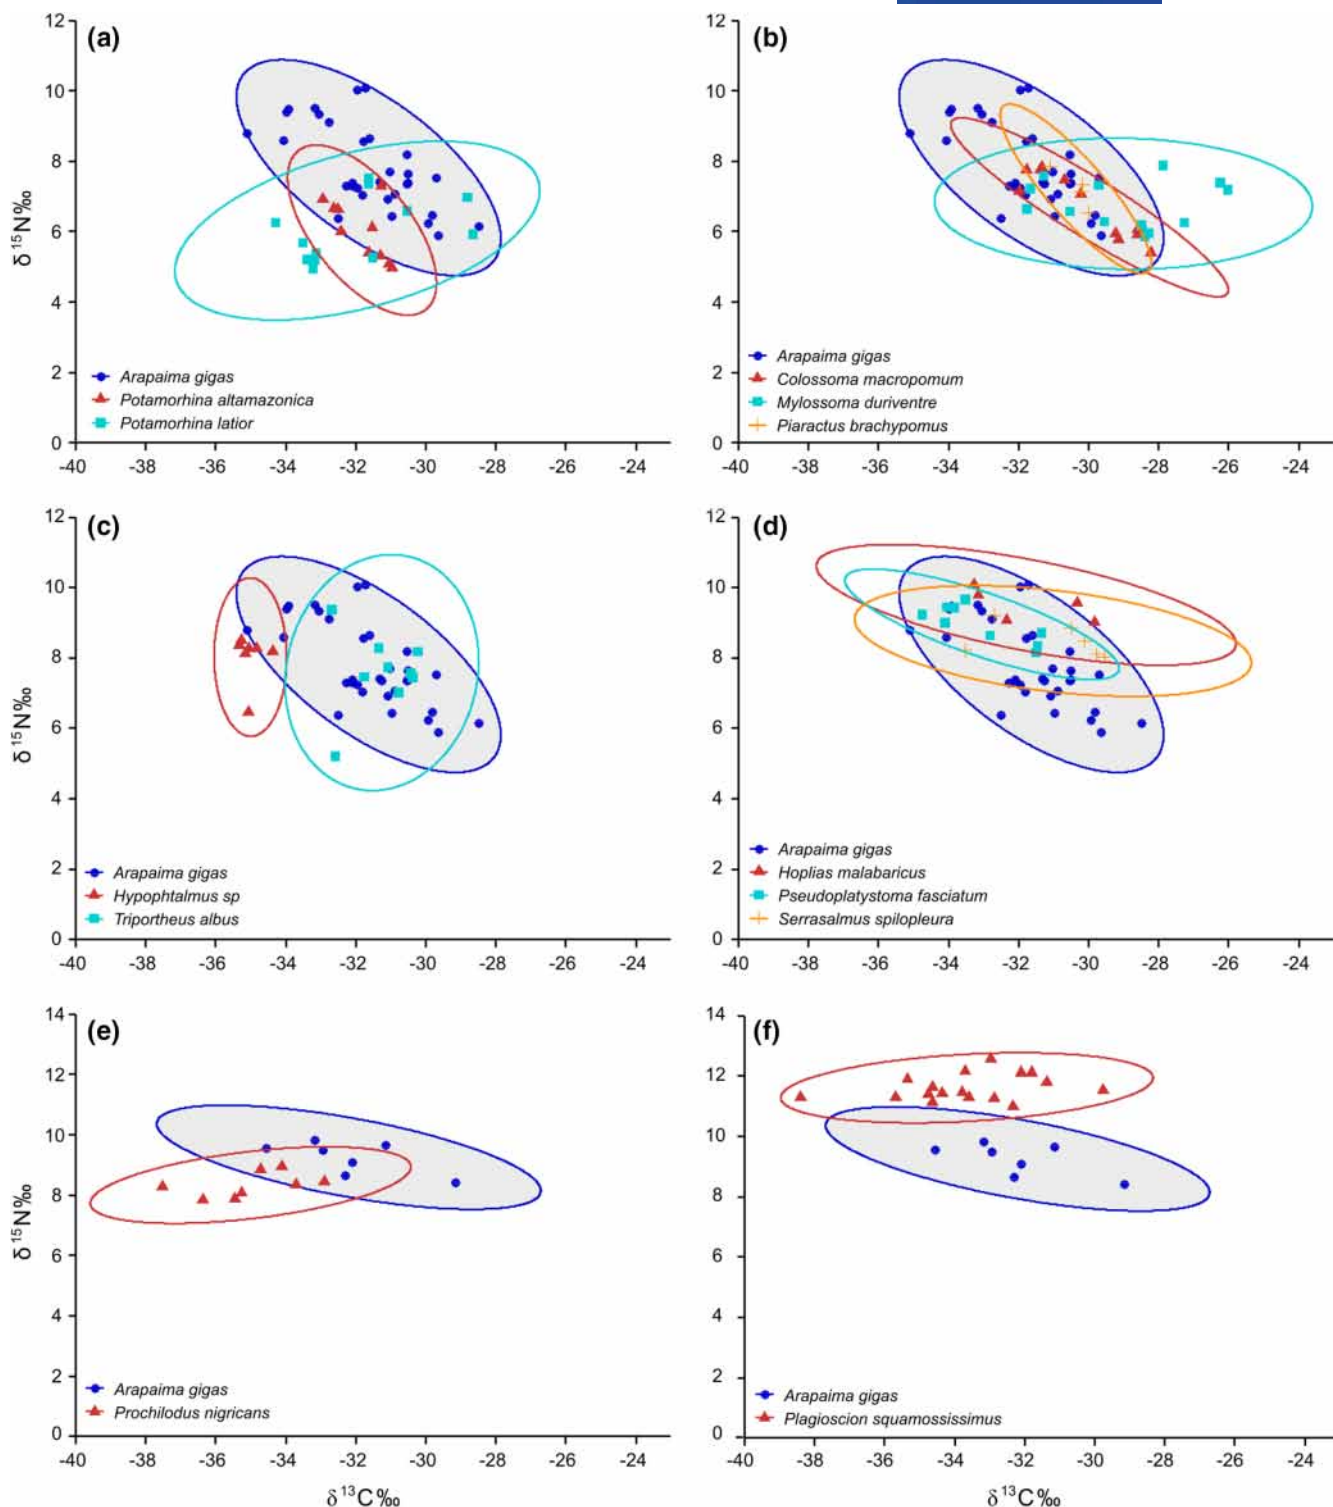 (a)
12
10
8
6
4
2
0
δ¹⁵N‰
-40 -38 -36 -34 -32 -30 -28 -26 -24
Arapaima gigas
Potamorhina altamazonica
Potamorhina latior
(b)
12
10
8
6
4
2
0
-40 -38 -36 -34 -32 -30 -28 -26 -24
Arapaima gigas
Colossoma macropomum
Mylossoma duriventre
Piaractus brachypomus
(c)
12
10
8
6
4
2
0
δ¹⁵N‰
-40 -38 -36 -34 -32 -30 -28 -26 -24
Arapaima gigas
Hypophtalmus sp
Triportheus albus
(d)
12
10
8
6
4
2
0
-40 -38 -36 -34 -32 -30 -28 -26 -24
Arapaima gigas
Hoplias malabaricus
Pseudoplatystoma fasciatum
Serrasalmus spilopleura
(e)
14
12
10
8
6
4
2
0
δ¹⁵N‰
-40 -38 -36 -34 -32 -30 -28 -26 -24
δ¹³C‰
Arapaima gigas
Prochilodus nigricans
(f)
14
12
10
8
6
4
2
0
-40 -38 -36 -34 -32 -30 -28 -26 -24
δ¹³C‰
Arapaima gigas
Plagioscion squamossissimus